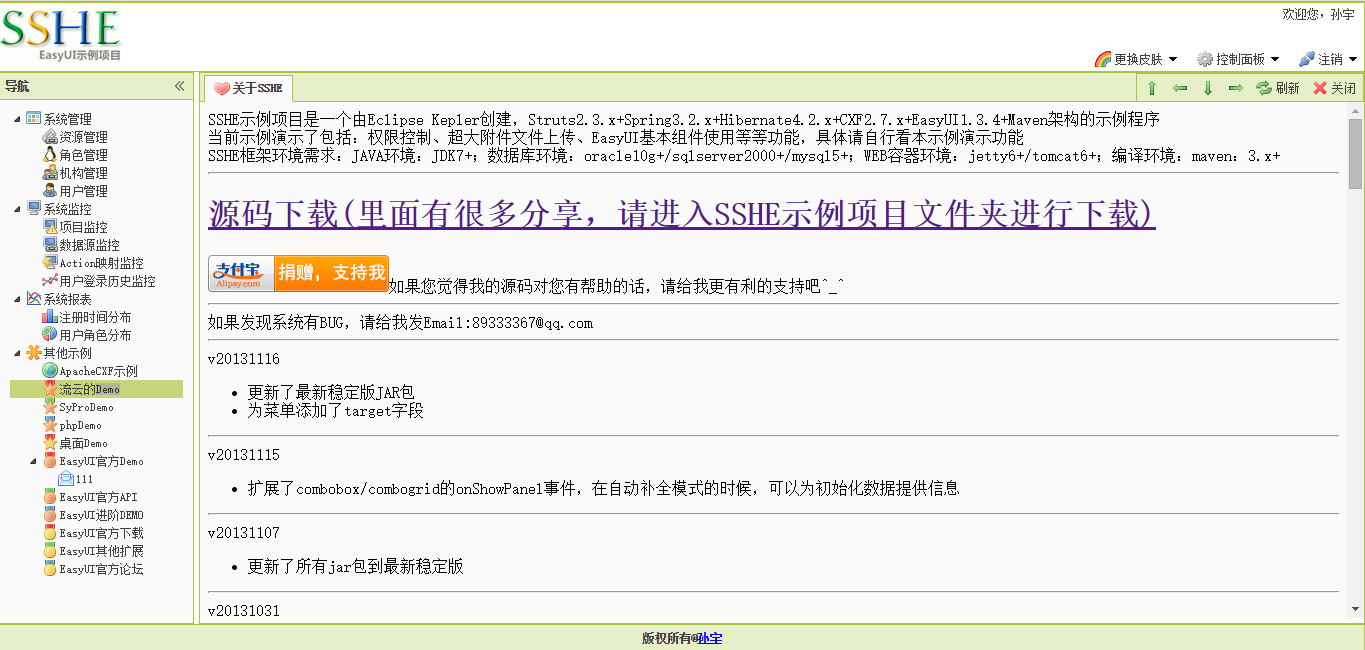 SSHE
EasyUI示例项目
欢迎您，孙宇
更换皮肤 控制面板 注销
导航
关于SSHE
刷新 关闭
系统管理
资源管理
角色管理
机构管理
用户管理
系统监控
项目监控
数据源监控
Action映射监控
用户登录历史监控
系统报表
注册时间分布
用户角色分布
其他示例
ApacheCXF示例
流云的Demo
SyProDemo
phpDemo
桌面Demo
EasyUI官方Demo
111
EasyUI官方API
EasyUI进阶DEMO
EasyUI官方下载
EasyUI其他扩展
EasyUI官方论坛
SSHE示例项目是一个由Eclipse Kepler创建，Struts2.3.x+Spring3.2.x+Hibernate4.2.x+CXF2.7.x+EasyUI1.3.4+Maven架构的示例程序
当前示例演示了包括：权限控制、超大附件文件上传、EasyUI基本组件使用等等功能，具体请自行看本示例演示功能
SSHE框架环境需求：JAVA环境：JDK7+；数据库环境：oracle10g+/sqlserver2000+/mysql5+；WEB容器环境：jetty6+/tomcat6+；编译环境：maven：3.x+
源码下载(里面有很多分享，请进入SSHE示例项目文件夹进行下载)
支付宝 Alipay.com 捐赠，支持我 如果您觉得我的源码对您有帮助的话，请给我更有利的支持吧^_^
如果发现系统有BUG，请给我发Email:89333367@qq.com
v20131116
• 更新了最新稳定版JAR包
• 为菜单添加了target字段
v20131115
• 扩展了combobox/combogrid的onShowPanel事件，在自动补全模式的时候，可以为初始化数据提供信息
v20131107
• 更新了所有jar包到最新稳定版
v20131031
版权所有@孙宇